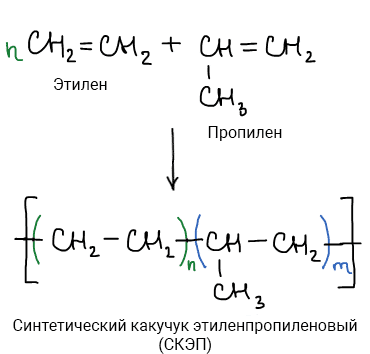 n CH₂=CH₂ + CH=CH₂
CH₃
Этилен
Пропилен
[-(CH₂-CH₂)n-(CH-CH₂)m-]
CH₃
Синтетический какучук этиленпропиленовый
(СКЭП)